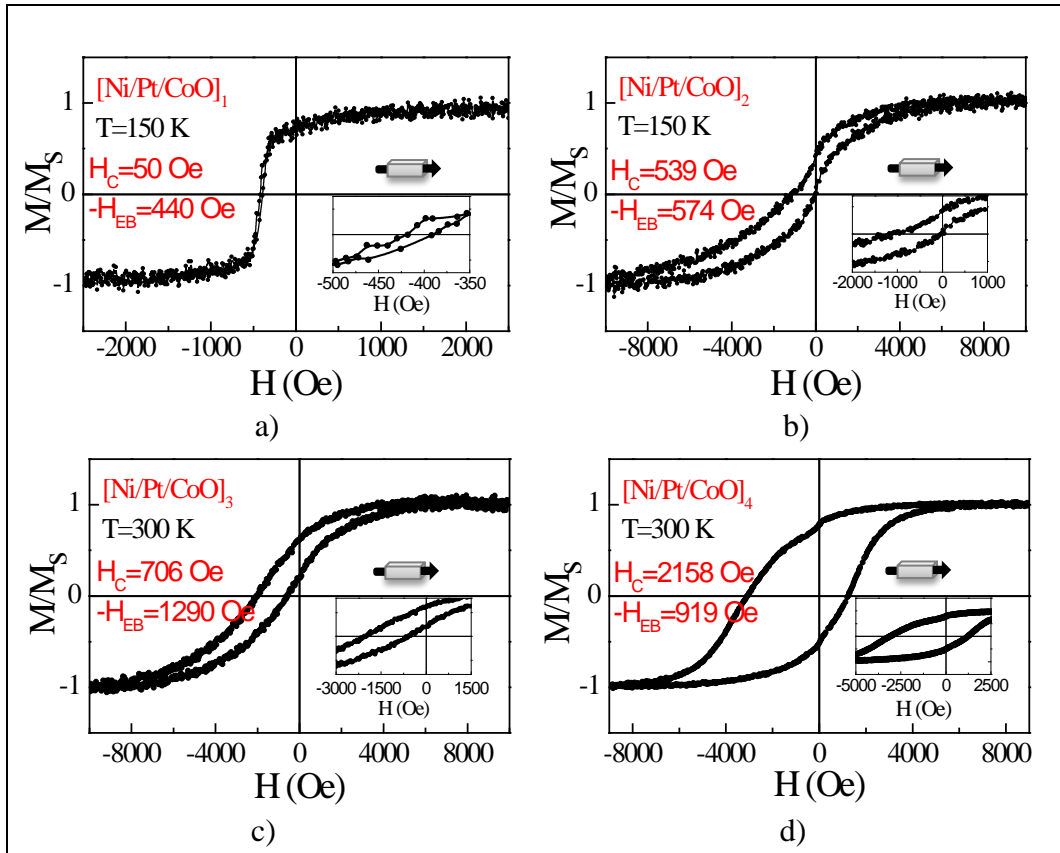 [Ni/Pt/CoO]1
T=150 K
HC=50 Oe
-HEB=440 Oe
M/MS
1
0
-1
-500 -450 -400 -350
H (Oe)
-2000 -1000 0 1000 2000
H (Oe)
a)
[Ni/Pt/CoO]2
T=150 K
HC=539 Oe
-HEB=574 Oe
M/MS
1
0
-1
-2000 -1000 0 1000
H (Oe)
-8000 -4000 0 4000 8000
H (Oe)
b)
[Ni/Pt/CoO]3
T=300 K
HC=706 Oe
-HEB=1290 Oe
M/MS
1
0
-1
-3000 -1500 0 1500
H (Oe)
-8000 -4000 0 4000 8000
H (Oe)
c)
[Ni/Pt/CoO]4
T=300 K
HC=2158 Oe
-HEB=919 Oe
M/MS
1
0
-1
-5000 -2500 0 2500
H (Oe)
-8000 -4000 0 4000 8000
H (Oe)
d)